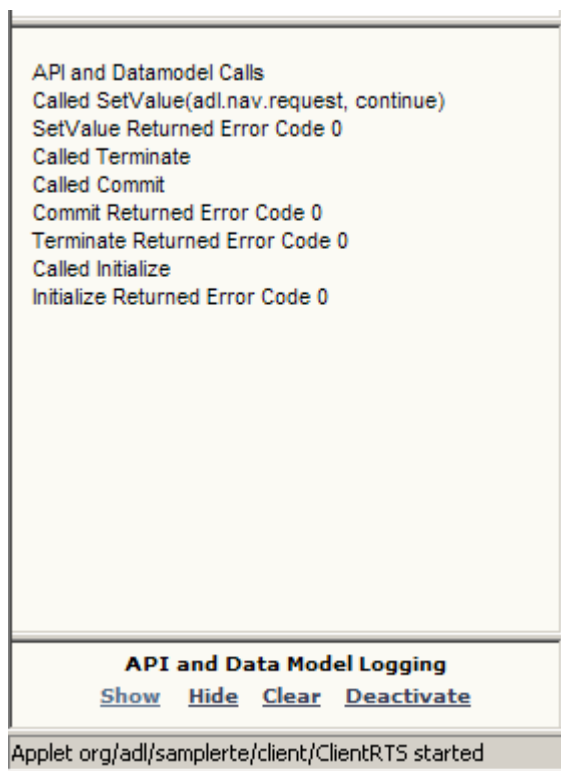 API and Datamodel Calls
Called SetValue(adl.nav.request, continue)
SetValue Returned Error Code 0
Called Terminate
Called Commit
Commit Returned Error Code 0
Terminate Returned Error Code 0
Called Initialize
Initialize Returned Error Code 0
API and Data Model Logging
Show Hide Clear Deactivate
Applet org/adl/samplerte/client/ClientRTS started